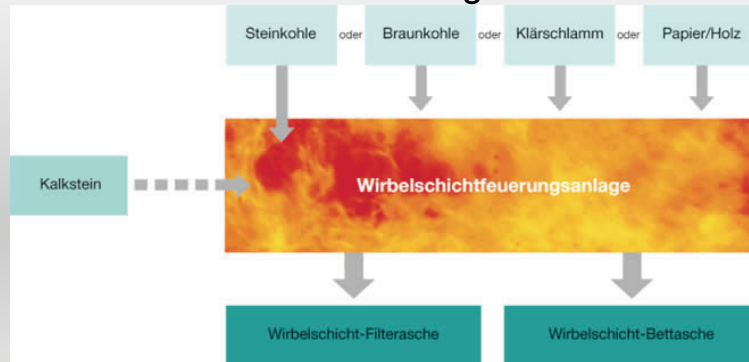 Steinkohle oder Braunkohle oder Klärschlamm oder Papier/Holz
Kalkstein
Wirbelschichtfeuerungsanlage
Wirbelschicht-Filterasche
Wirbelschicht-Bettasche